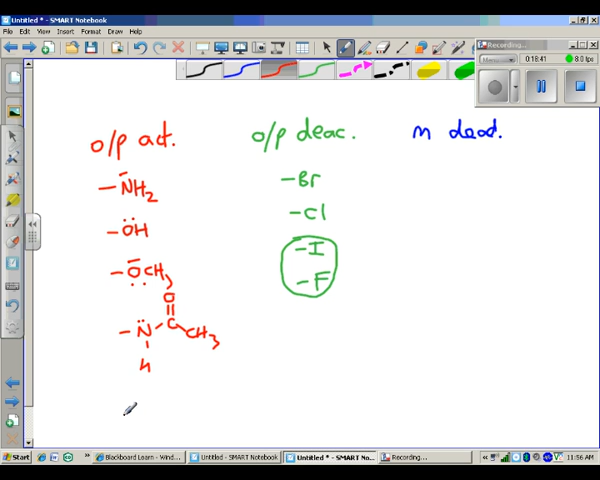 Untitled * - SMART Notebook
File Edit View Insert Format Draw Help
Recording...
Menu
0:18:41
8.0 fps
o/p act.
o/p deac.
m deact.
-NH2
-Br
-OH
-Cl
-OCH3
-I
-F
O
-N-C-CH3
H
Start
Blackboard Learn - Wind...
Untitled - SMART Notebook
Untitled * - SMART No...
Recording...
11:56 AM